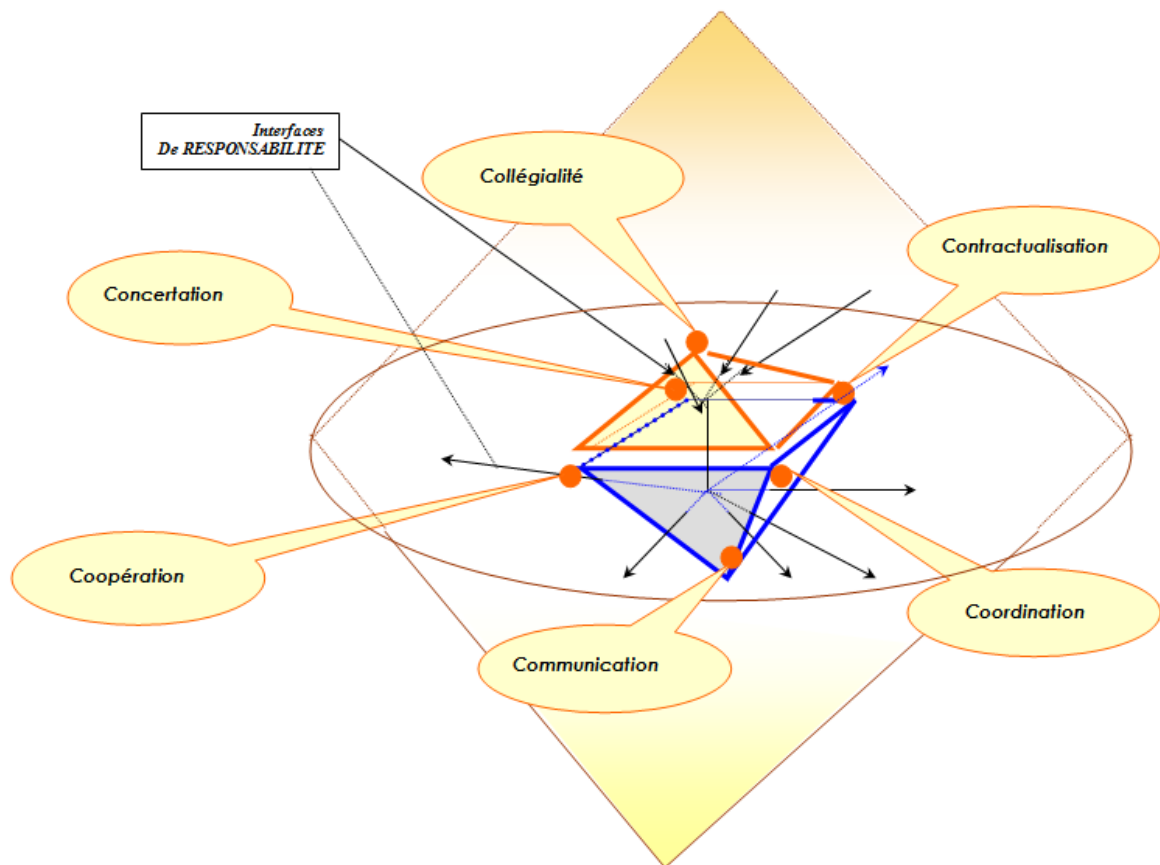 Interfaces
De RESPONSABILITE
Collégialité
Contractualisation
Concertation
Coopération
Coordination
Communication